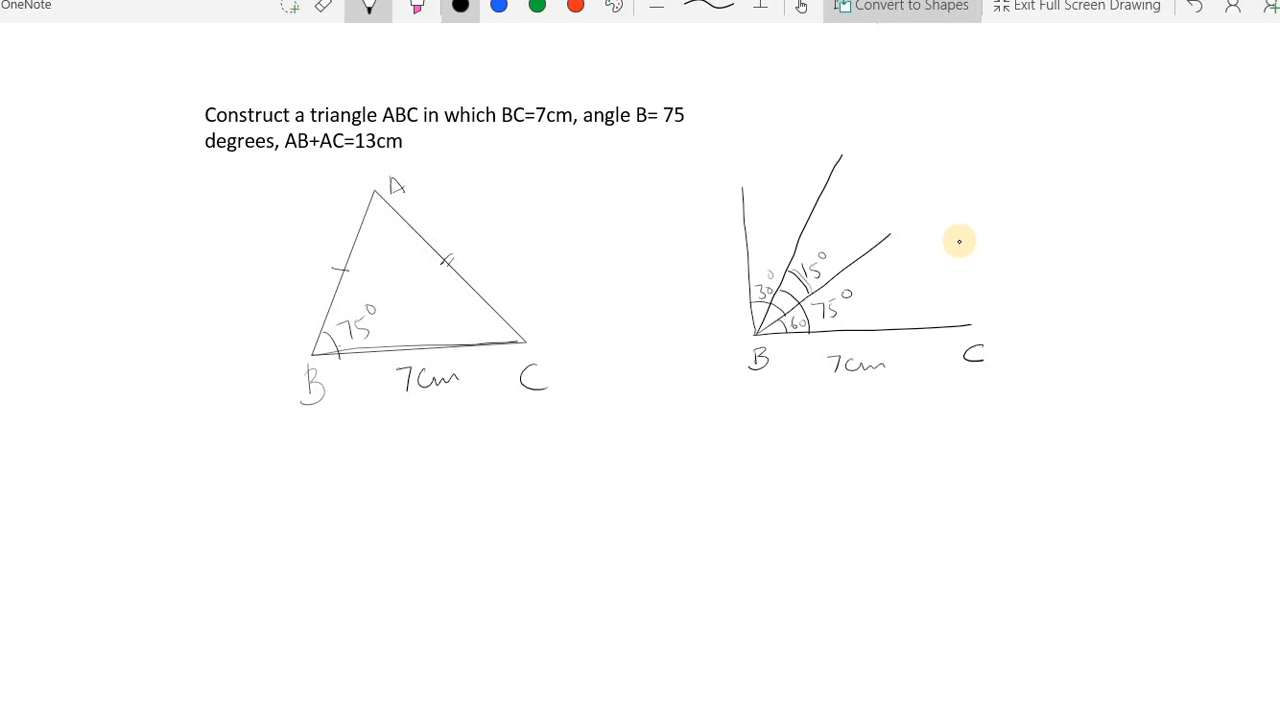 OneNote
Convert to Shapes
Exit Full Screen Drawing
Construct a triangle ABC in which BC=7cm, angle B= 75
degrees, AB+AC=13cm
A
75°
B 7cm C
30° 15°
60 75°
B 7cm C